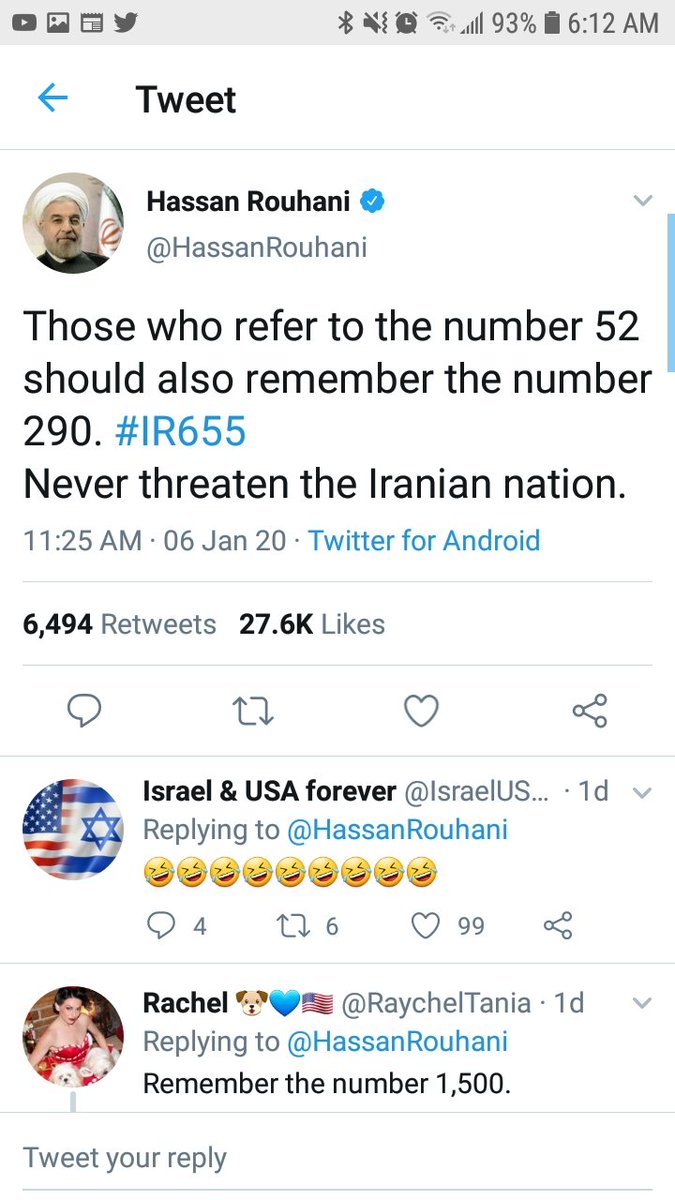 93% 6:12 AM
Tweet
Hassan Rouhani
@HassanRouhani
Those who refer to the number 52
should also remember the number
290. #IR655
Never threaten the Iranian nation.
11:25 AM · 06 Jan 20 · Twitter for Android
6,494 Retweets 27.6K Likes
Israel & USA forever @IsraelUS... · 1d
Replying to @HassanRouhani
🤣🤣🤣🤣🤣🤣🤣🤣🤣
4 6 99
Rachel 🐶💙🇺🇸 @RaychelTania · 1d
Replying to @HassanRouhani
Remember the number 1,500.
Tweet your reply